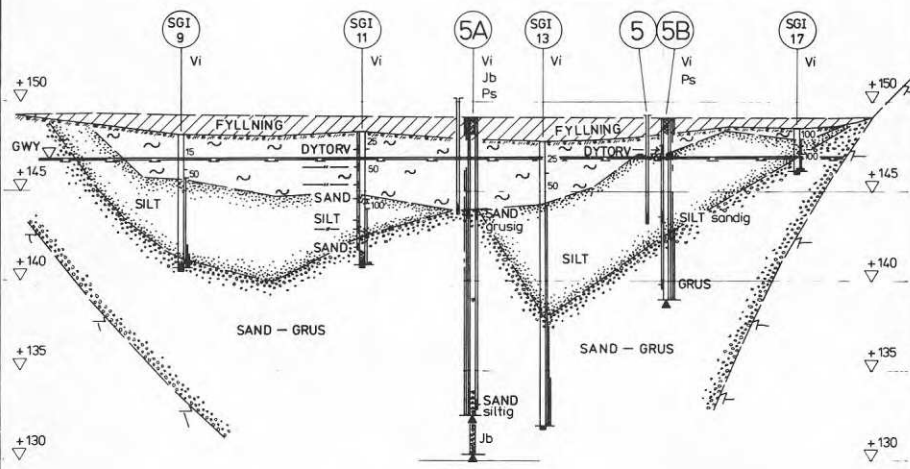 SGI 9
Vi
SGI 11
Vi
5A
Vi
Jb
Ps
SGI 13
Vi
5
5B
Vi
Ps
SGI 17
Vi
+150
+150
FYLLNING
FYLLNING
GWY
DYTORV
DYTORV
15
50
25
50
100
25
50
100
100
+145
+145
SILT
SAND
SILT
SAND
SAND
grusig
SILT
SILT sandig
GRUS
+140
+140
SAND – GRUS
SAND – GRUS
+135
+135
SAND
siltig
Jb
+130
+130